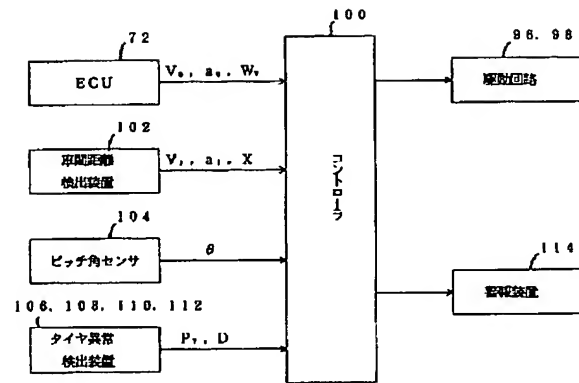 100
72
ECU
V₀, a₀, Wᵥ
96, 98
駆動回路
102
車間距離
検出装置
V₁, a₁, X
コントローラ
104
ピッチ角センサ
θ
114
警報装置
106, 108, 110, 112
タイヤ異常
検出装置
Pᵥ, D